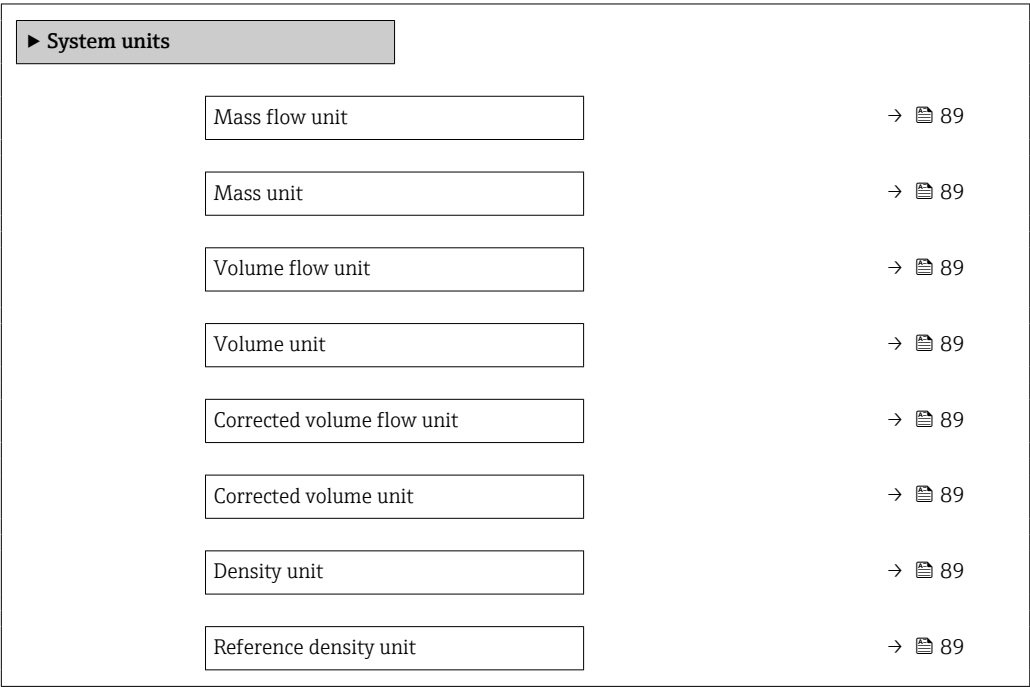 ▶ System units
Mass flow unit → 🖹 89
Mass unit → 🖹 89
Volume flow unit → 🖹 89
Volume unit → 🖹 89
Corrected volume flow unit → 🖹 89
Corrected volume unit → 🖹 89
Density unit → 🖹 89
Reference density unit → 🖹 89